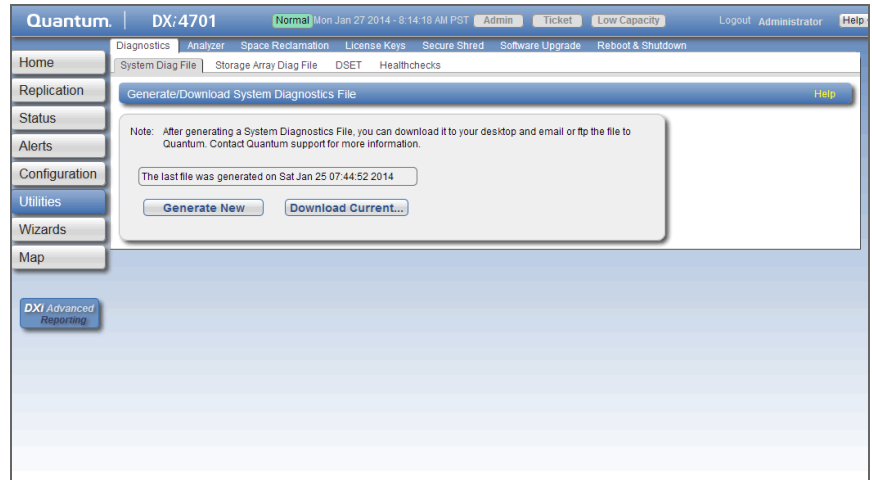 Quantum. DXi4701 Normal Mon Jan 27 2014 - 8:14:18 AM PST Admin Ticket Low Capacity Logout Administrator Help
Diagnostics Analyzer Space Reclamation License Keys Secure Shred Software Upgrade Reboot & Shutdown
System Diag File Storage Array Diag File DSET Healthchecks
Home
Replication
Status
Alerts
Configuration
Utilities
Wizards
Map
DXi Advanced
Reporting
Generate/Download System Diagnostics File Help
Note: After generating a System Diagnostics File, you can download it to your desktop and email or ftp the file to
Quantum. Contact Quantum support for more information.
The last file was generated on Sat Jan 25 07:44:52 2014
Generate New Download Current...